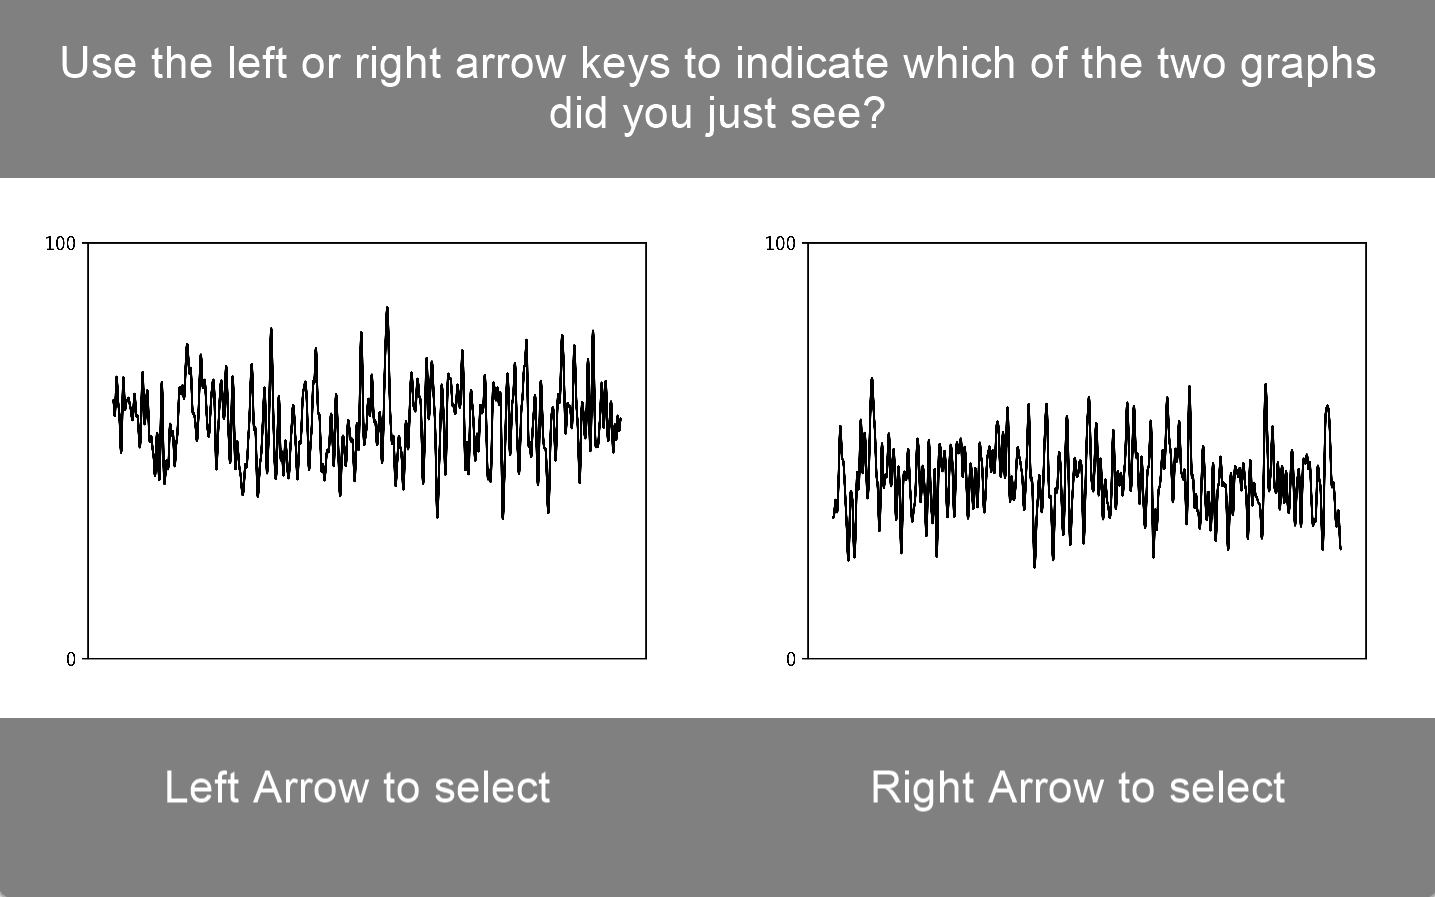 Use the left or right arrow keys to indicate which of the two graphs
did you just see?
100
0
100
0
Left Arrow to select
Right Arrow to select